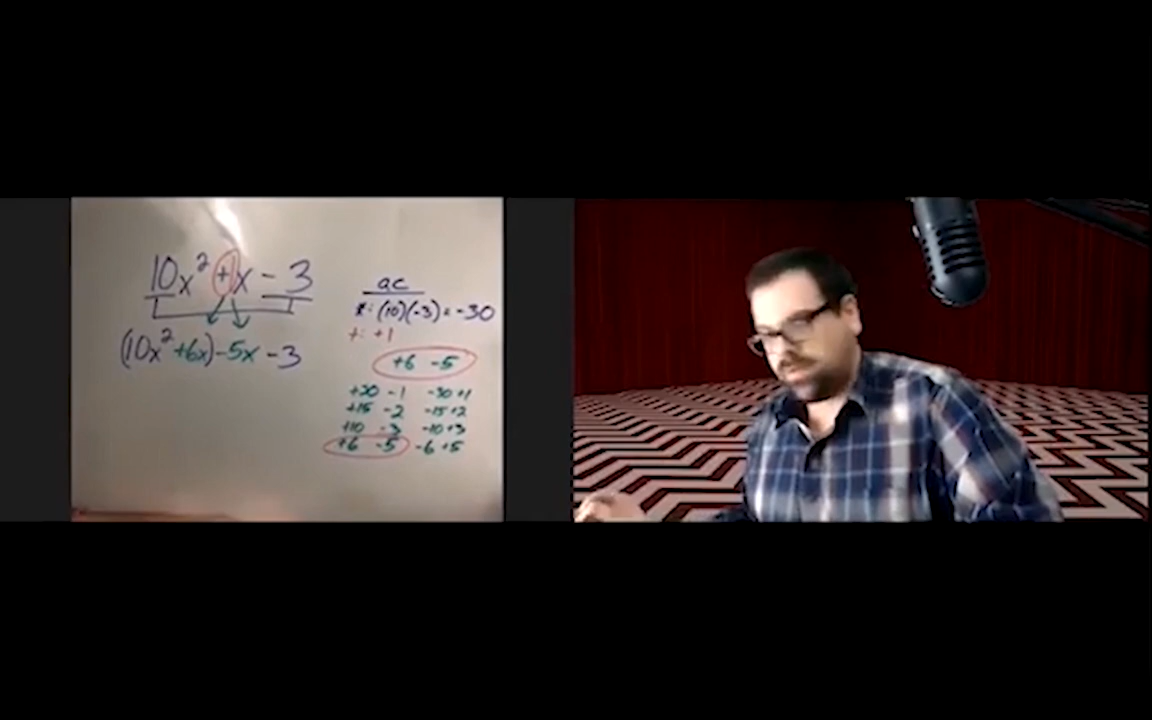 10x² + x - 3
(10x² +6x) -5x -3
ac
*: (10)(-3) = -30
+: +1
+6 -5
+30 -1 -30 +1
+15 -2 -15 +2
+10 -3 -10 +3
+6 -5 -6 +5